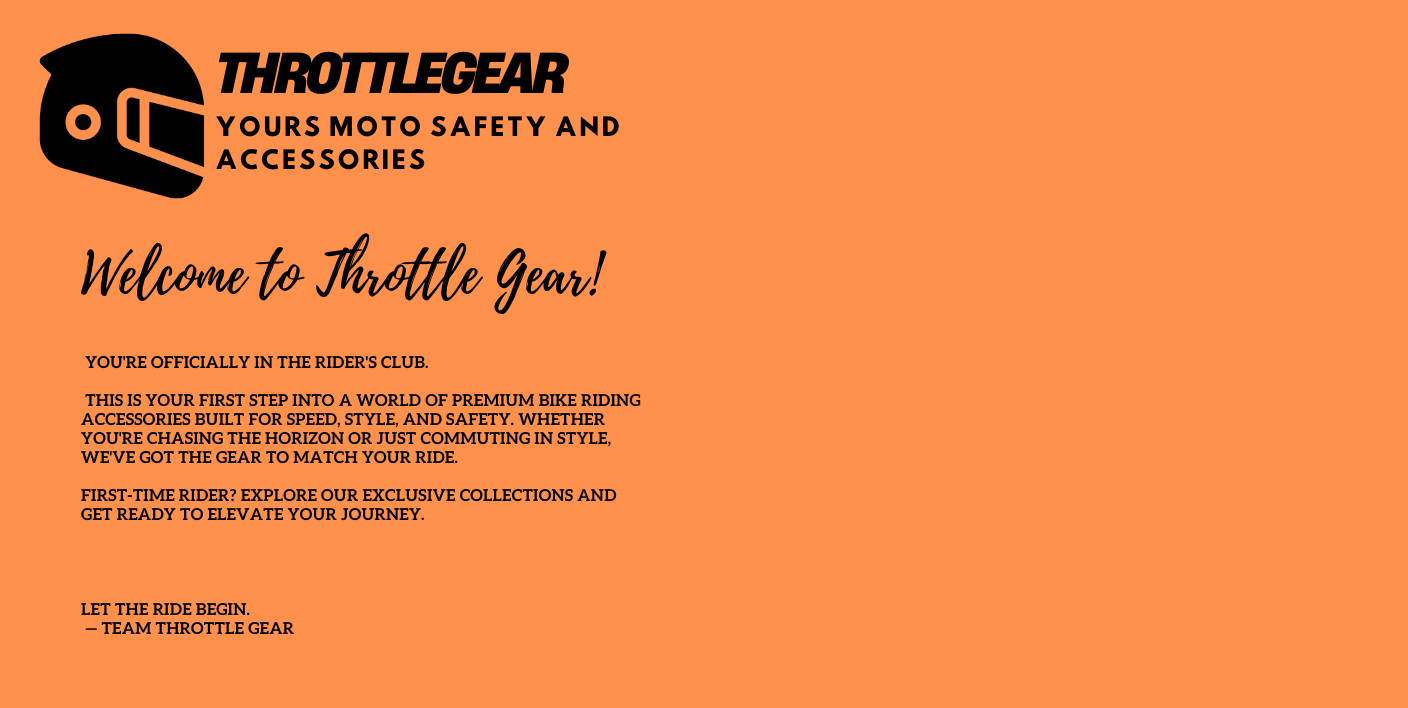 THROTTLEGEAR
YOURS MOTO SAFETY AND
ACCESSORIES
Welcome to Throttle Gear!
YOU'RE OFFICIALLY IN THE RIDER'S CLUB.
THIS IS YOUR FIRST STEP INTO A WORLD OF PREMIUM BIKE RIDING
ACCESSORIES BUILT FOR SPEED, STYLE, AND SAFETY. WHETHER
YOU'RE CHASING THE HORIZON OR JUST COMMUTING IN STYLE,
WE'VE GOT THE GEAR TO MATCH YOUR RIDE.
FIRST-TIME RIDER? EXPLORE OUR EXCLUSIVE COLLECTIONS AND
GET READY TO ELEVATE YOUR JOURNEY.
LET THE RIDE BEGIN.
— TEAM THROTTLE GEAR